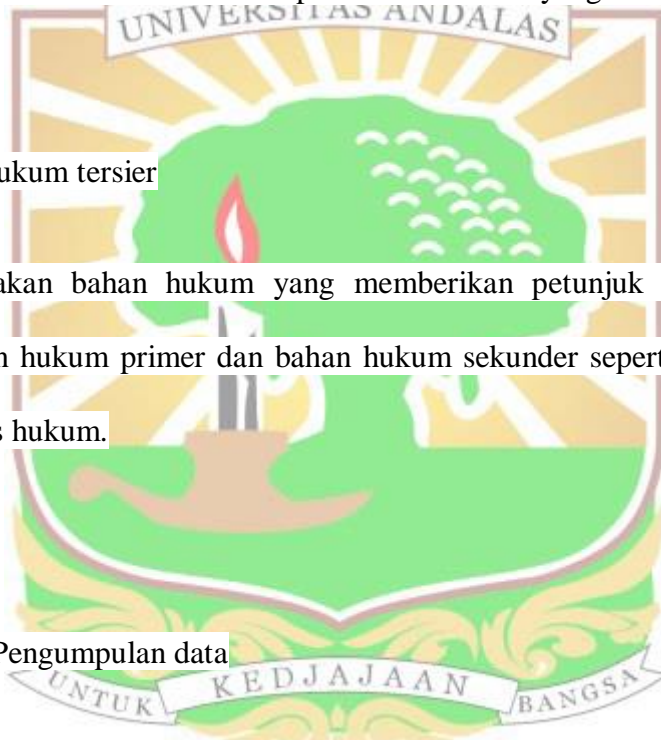 UNIVERSITAS ANDALAS
ukum tersier
akan bahan hukum yang memberikan petunjuk
n hukum primer dan bahan hukum sekunder sepert
s hukum.
Pengumpulan data
UNTUK KEDJAJAAN BANGSA